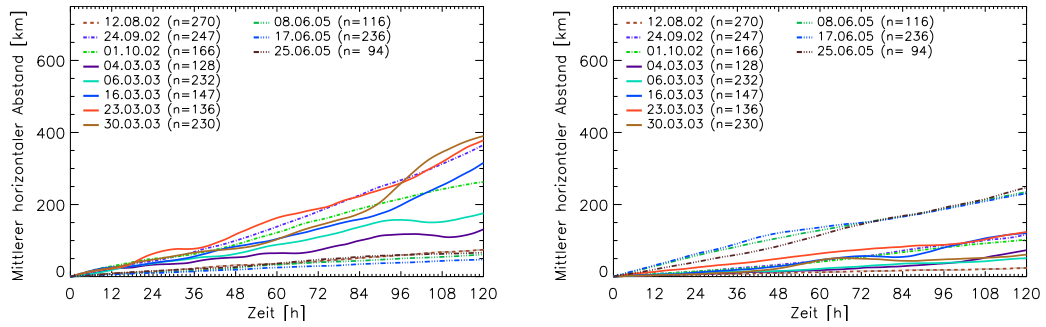 Mittlerer horizontaler Abstand [km]
600
400
200
0
12.08.02 (n=270)
24.09.02 (n=247)
01.10.02 (n=166)
04.03.03 (n=128)
06.03.03 (n=232)
16.03.03 (n=147)
23.03.03 (n=136)
30.03.03 (n=230)
08.06.05 (n=116)
17.06.05 (n=236)
25.06.05 (n= 94)
0 12 24 36 48 60 72 84 96 108 120
Zeit [h]
Mittlerer horizontaler Abstand [km]
600
400
200
0
12.08.02 (n=270)
24.09.02 (n=247)
01.10.02 (n=166)
04.03.03 (n=128)
06.03.03 (n=232)
16.03.03 (n=147)
23.03.03 (n=136)
30.03.03 (n=230)
08.06.05 (n=116)
17.06.05 (n=236)
25.06.05 (n= 94)
0 12 24 36 48 60 72 84 96 108 120
Zeit [h]